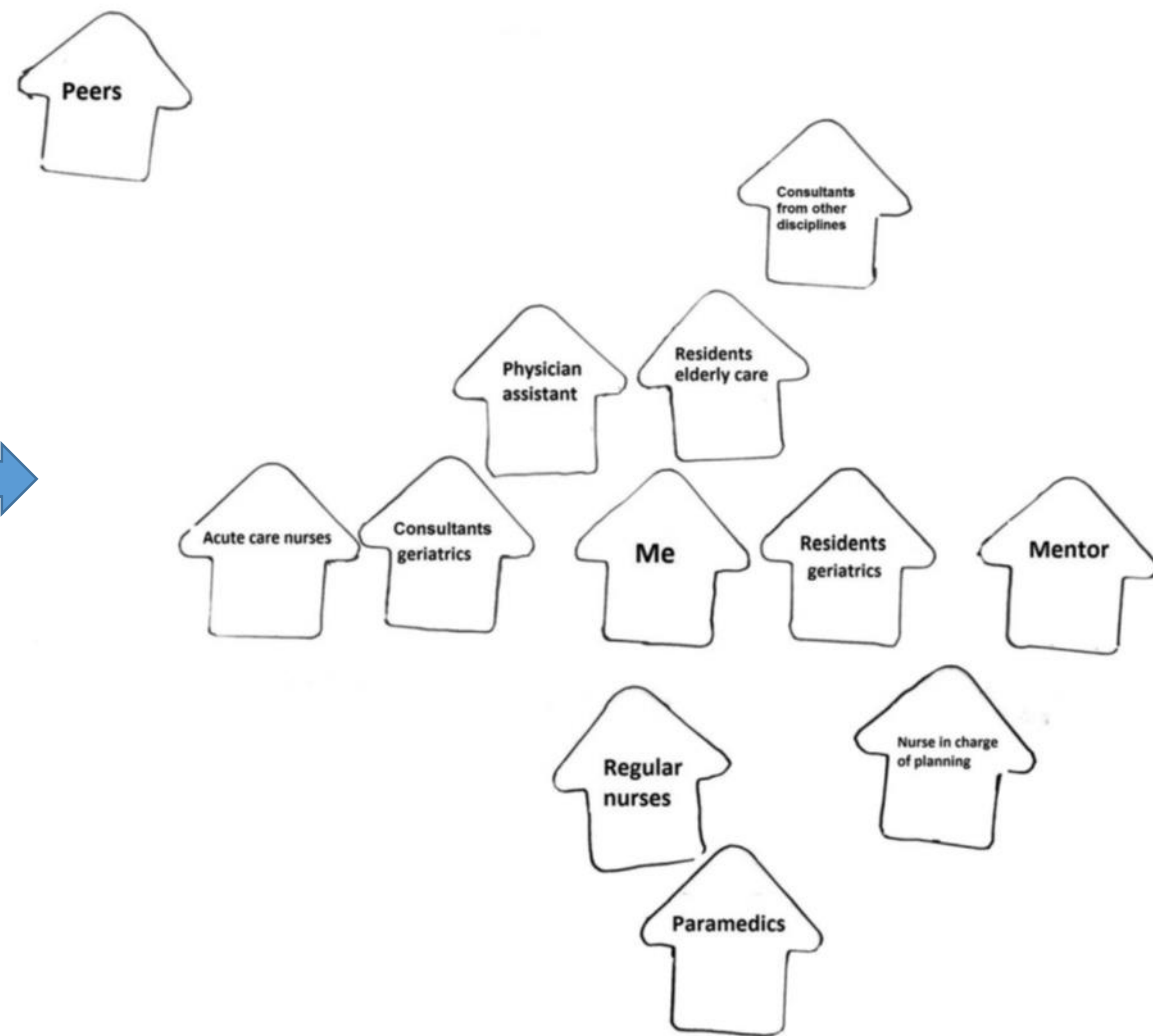 Peers
Consultants
from other
disciplines
Physician
assistant
Residents
elderly care
Acute care nurses
Consultants
geriatrics
Me
Residents
geriatrics
Mentor
Regular
nurses
Nurse in charge
of planning
Paramedics